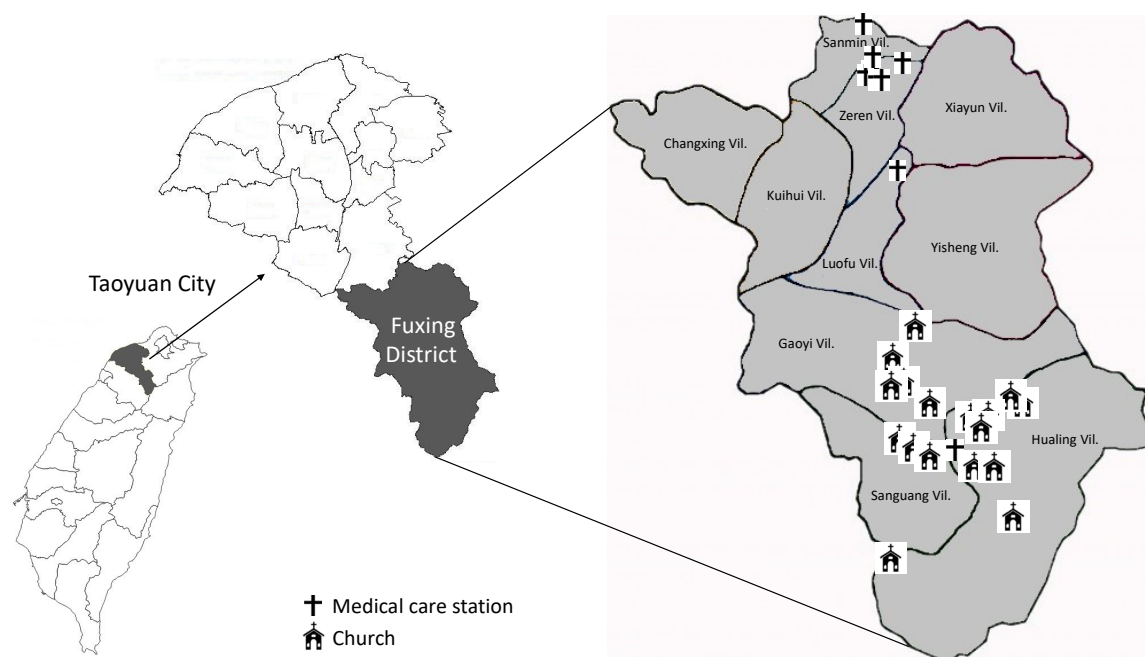 Taoyuan City
Fuxing
District
Medical care station
Church
Sanmin Vil.
Zeren Vil.
Xiayun Vil.
Changxing Vil.
Kuihui Vil.
Yisheng Vil.
Luofu Vil.
Gaoyi Vil.
Hualing Vil.
Sanguang Vil.